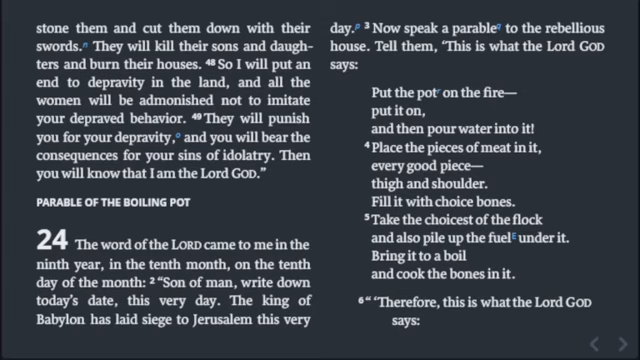 stone them and cut them down with their
swords.n They will kill their sons and daugh-
ters and burn their houses. 48 So I will put an
end to depravity in the land, and all the
women will be admonished not to imitate
your depraved behavior. 49 They will punish
you for your depravity,o and you will bear the
consequences for your sins of idolatry. Then
you will know that I am the Lord GOD.”
PARABLE OF THE BOILING POT
24 The word of the LORD came to me in the
ninth year, in the tenth month, on the tenth
day of the month: 2 “Son of man, write down
today’s date, this very day. The king of
Babylon has laid siege to Jerusalem this very
day.p 3 Now speak a parableq to the rebellious
house. Tell them, ‘This is what the Lord GOD
says:
Put the potr on the fire—
put it on,
and then pour water into it!
4 Place the pieces of meat in it,
every good piece—
thigh and shoulder.
Fill it with choice bones.
5 Take the choicest of the flock
and also pile up the fuelE under it.
Bring it to a boil
and cook the bones in it.
6 “ ‘Therefore, this is what the Lord GOD
says: